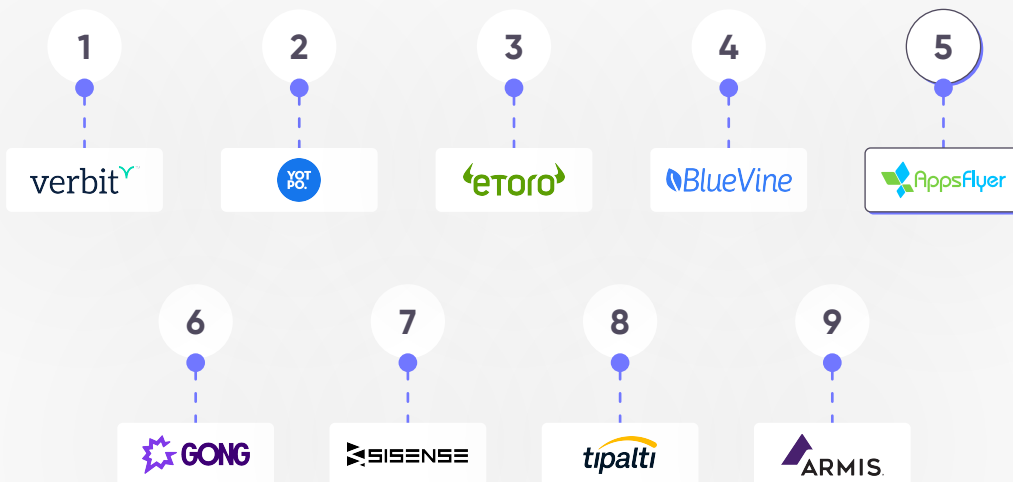 1 2 3 4 5
verbit
YOT
PO.
eToro
BlueVine
AppsFlyer
6 7 8 9
GONG
SISENSE
tipalti
ARMIS.